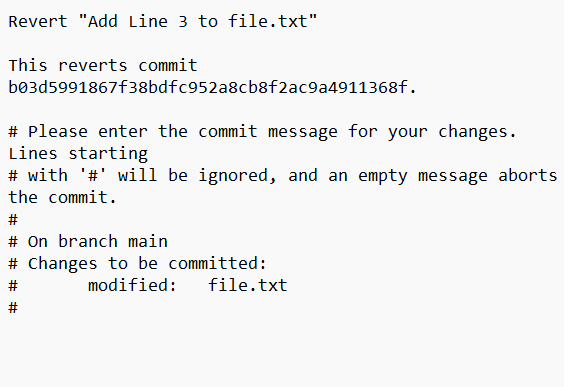 Revert "Add Line 3 to file.txt"
This reverts commit
b03d5991867f38bdfc952a8cb8f2ac9a4911368f.
# Please enter the commit message for your changes.
Lines starting
# with '#' will be ignored, and an empty message aborts
the commit.
#
# On branch main
# Changes to be committed:
#       modified:   file.txt
#